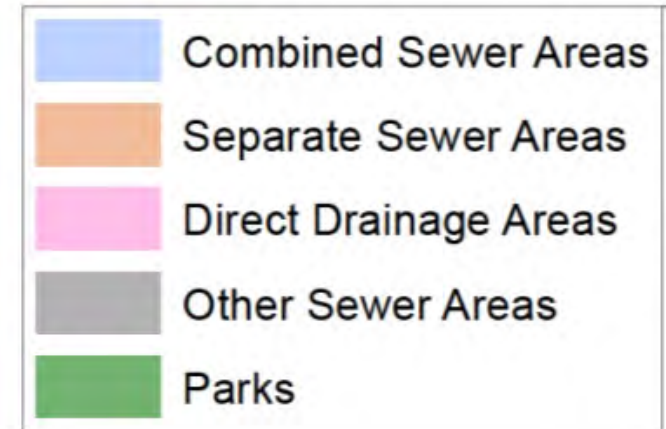 Combined Sewer Areas
Separate Sewer Areas
Direct Drainage Areas
Other Sewer Areas
Parks